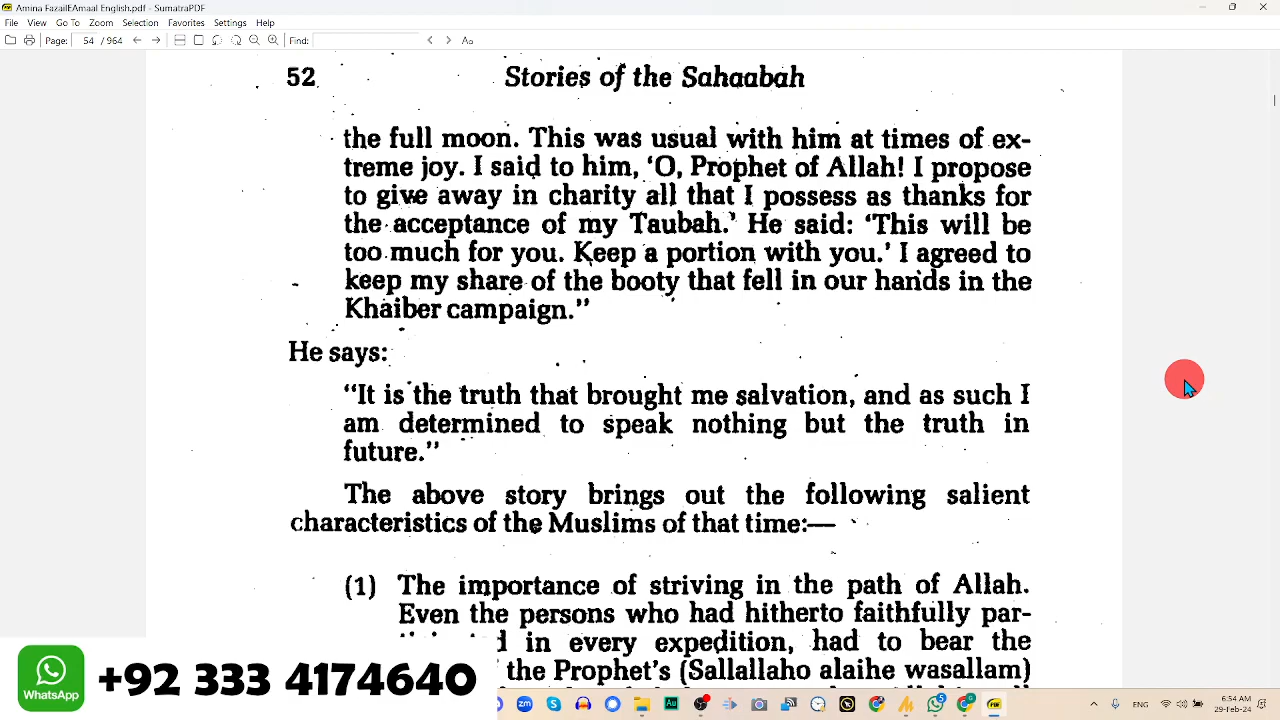 Amina FazailEAmaal English.pdf - SumatraPDF
File View Go To Zoom Selection Favorites Settings Help
Page: 54 / 964 Find: Aa
52 Stories of the Sahaabah
the full moon. This was usual with him at times of ex-
treme joy. I said to him, ‘O, Prophet of Allah! I propose
to give away in charity all that I possess as thanks for
the acceptance of my Taubah.’ He said: ‘This will be
too much for you. Keep a portion with you.’ I agreed to
keep my share of the booty that fell in our hands in the
Khaiber campaign.”
He says:
“It is the truth that brought me salvation, and as such I
am determined to speak nothing but the truth in
future.”
The above story brings out the following salient
characteristics of the Muslims of that time:—
(1) The importance of striving in the path of Allah.
Even the persons who had hitherto faithfully par-
in every expedition, had to bear the
the Prophet's (Sallallaho alaihe wasallam)
WhatsApp +92 333 4174640
ENG